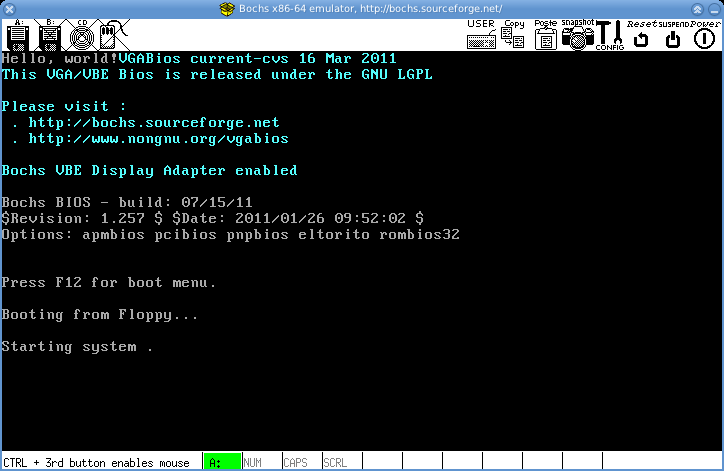 Bochs x86-64 emulator, http://bochs.sourceforge.net/
A: B: CD USER Copy Paste snapshot CONFIG Reset SUSPEND Power
Hello, world!VGABios current-cvs 16 Mar 2011
This VGA/VBE Bios is released under the GNU LGPL
Please visit :
. http://bochs.sourceforge.net
. http://www.nongnu.org/vgabios
Bochs VBE Display Adapter enabled
Bochs BIOS - build: 07/15/11
$Revision: 1.257 $ $Date: 2011/01/26 09:52:02 $
Options: apmbios pcibios pnpbios eltorito rombios32
Press F12 for boot menu.
Booting from Floppy...
Starting system .
CTRL + 3rd button enables mouse A: NUM CAPS SCRL